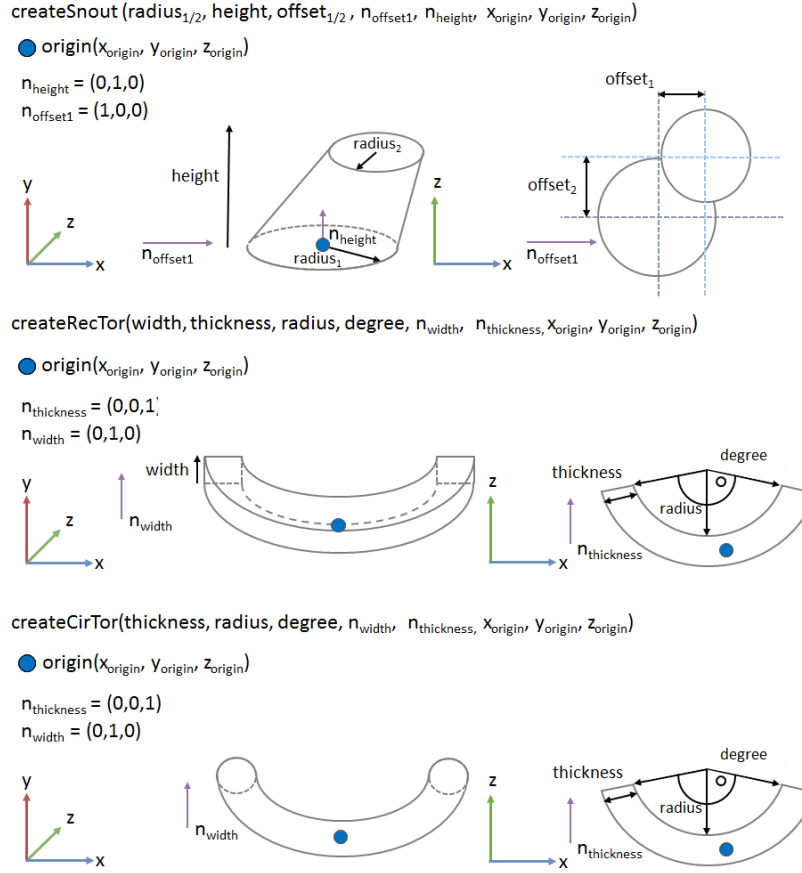 createSnout (radius1/2, height, offset1/2 , noffset1, nheight, xorigin, yorigin, zorigin)
origin(xorigin, yorigin, zorigin)
nheight = (0,1,0)
noffset1 = (1,0,0)
offset1
radius2
height
z
y
z
offset2
nheight
noffset1
radius1
noffset1
x
x
createRecTor(width, thickness, radius, degree, nwidth, nthickness, xorigin, yorigin, zorigin)
origin(xorigin, yorigin, zorigin)
nthickness = (0,0,1)
nwidth = (0,1,0)
degree
width
thickness
y
z
z
radius
nwidth
nthickness
x
x
createCirTor(thickness, radius, degree, nwidth, nthickness, xorigin, yorigin, zorigin)
origin(xorigin, yorigin, zorigin)
nthickness = (0,0,1)
nwidth = (0,1,0)
degree
thickness
y
z
z
radius
nwidth
nthickness
x
x